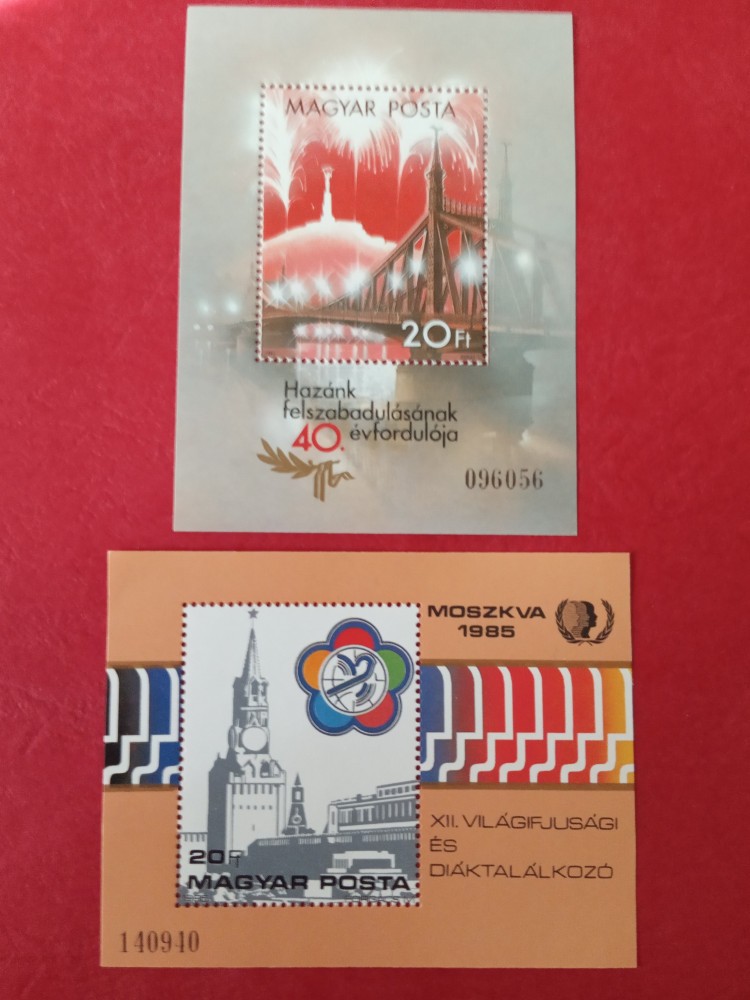 MAGYAR POSTA
20Ft
Hazánk
felszabadulásának
40. évfordulója
096056
MOSZKVA
1985
20Ft
MAGYAR POSTA
XII. VILÁGIFJUSÁGI
ÉS
DIÁKTALÁLKOZÓ
140940